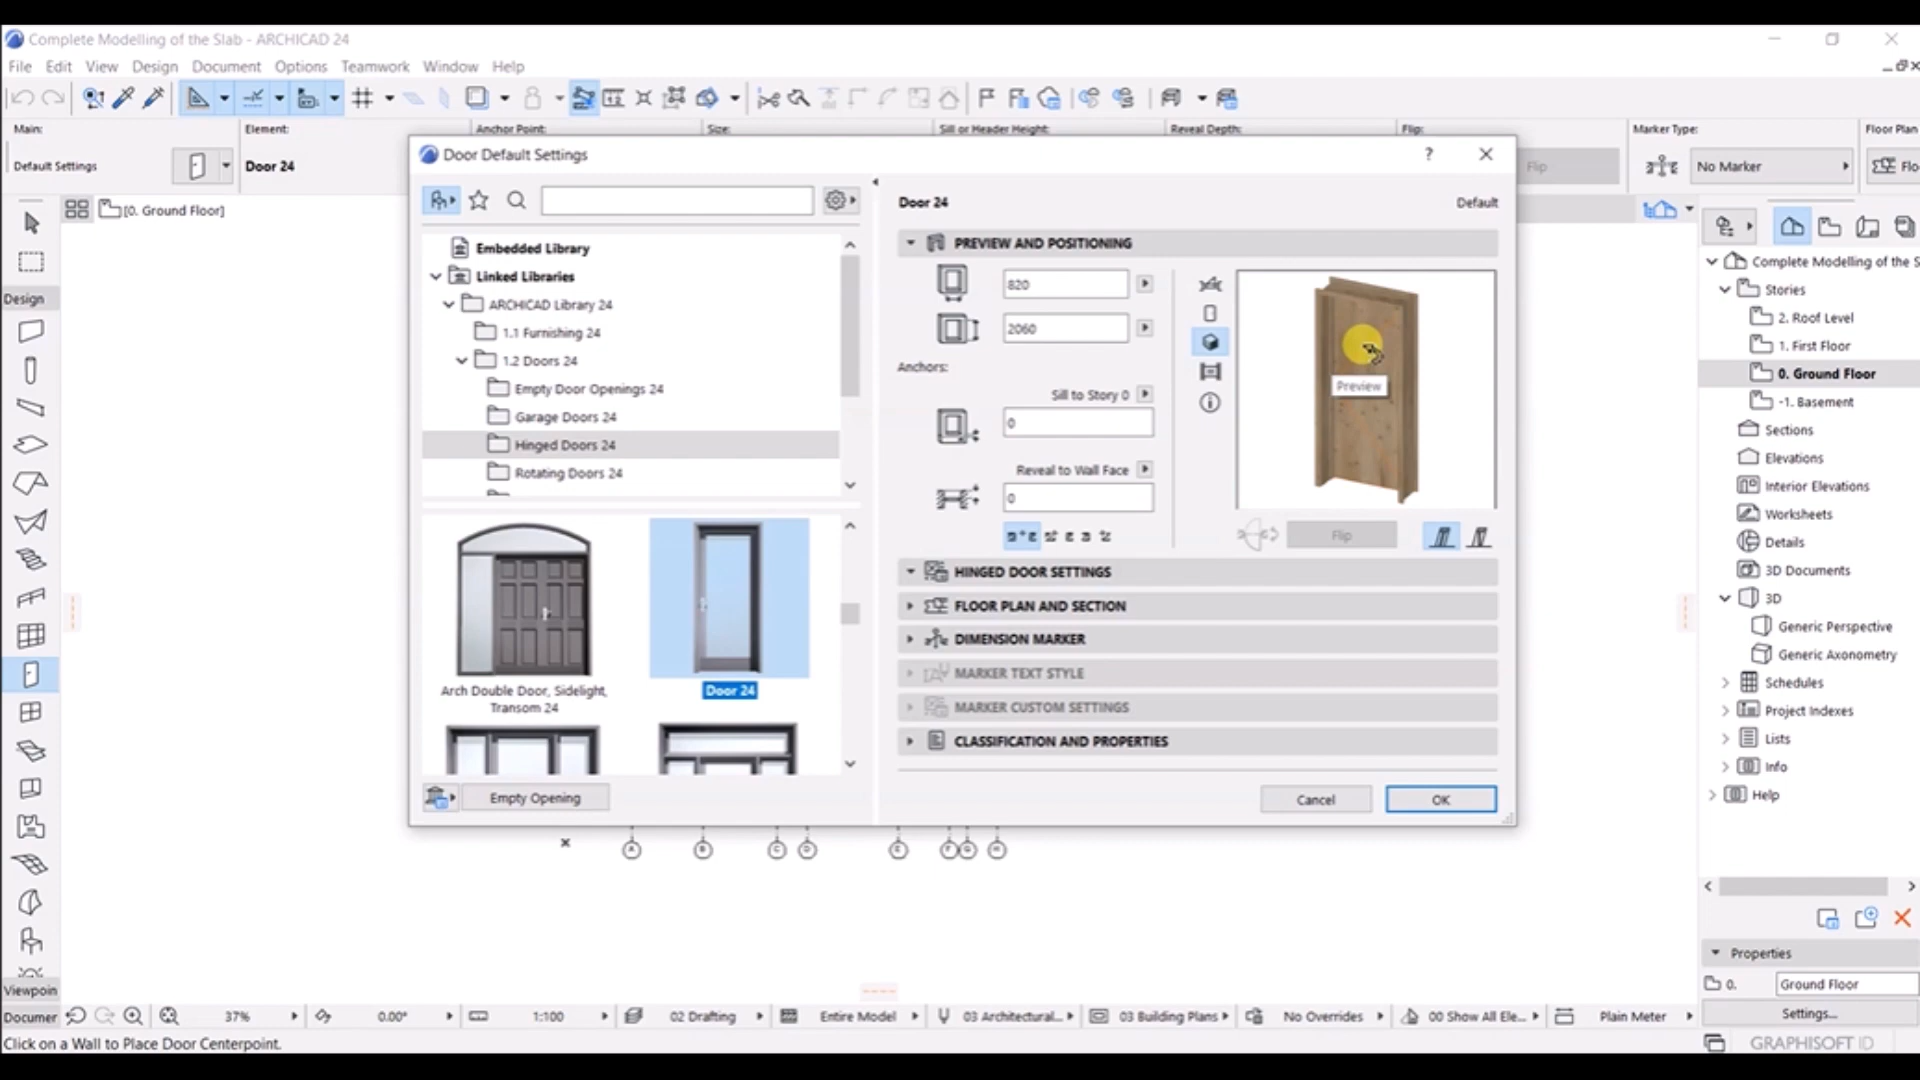 Complete Modelling of the Slab - ARCHICAD 24
File Edit View Design Document Options Teamwork Window Help
Main: Element: Anchor Point: Size: Sill or Header Height: Reveal Depth: Flip: Marker Type: Floor Plan
Default Settings Door 24 Flip No Marker Flo
[0. Ground Floor]
Design
Viewpoin
Documer
Door Default Settings
?
Embedded Library
Linked Libraries
ARCHICAD Library 24
1.1 Furnishing 24
1.2 Doors 24
Empty Door Openings 24
Garage Doors 24
Hinged Doors 24
Rotating Doors 24
Arch Double Door, Sidelight,
Transom 24
Door 24
Empty Opening
Door 24 Default
PREVIEW AND POSITIONING
820
2060
Anchors:
Sill to Story 0
0
Reveal to Wall Face
0
Preview
Flip
HINGED DOOR SETTINGS
FLOOR PLAN AND SECTION
DIMENSION MARKER
MARKER TEXT STYLE
MARKER CUSTOM SETTINGS
CLASSIFICATION AND PROPERTIES
Cancel OK
A B C D E F G H
Complete Modelling of the S
Stories
2. Roof Level
1. First Floor
0. Ground Floor
-1. Basement
Sections
Elevations
Interior Elevations
Worksheets
Details
3D Documents
3D
Generic Perspective
Generic Axonometry
Schedules
Project Indexes
Lists
Info
Help
Properties
0. Ground Floor
Settings...
37% 0.00° 1:100 02 Drafting Entire Model 03 Architectural... 03 Building Plans No Overrides 00 Show All Ele... Plain Meter
Click on a Wall to Place Door Centerpoint.
GRAPHISOFT ID